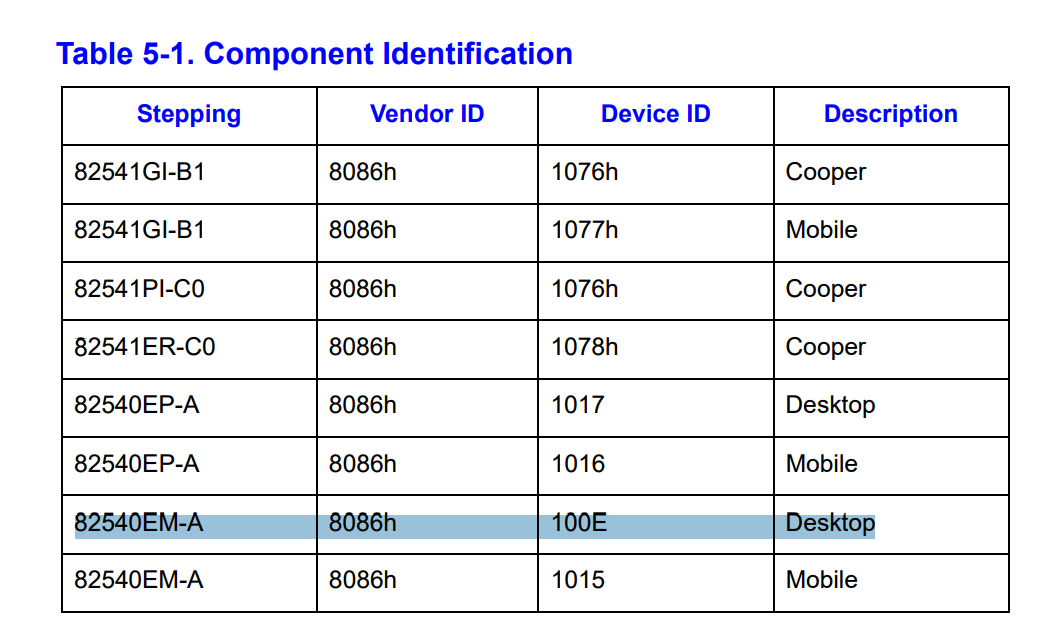 Table 5-1. Component Identification
Stepping Vendor ID Device ID Description
82541GI-B1 8086h 1076h Cooper
82541GI-B1 8086h 1077h Mobile
82541PI-C0 8086h 1076h Cooper
82541ER-C0 8086h 1078h Cooper
82540EP-A 8086h 1017 Desktop
82540EP-A 8086h 1016 Mobile
82540EM-A 8086h 100E Desktop
82540EM-A 8086h 1015 Mobile